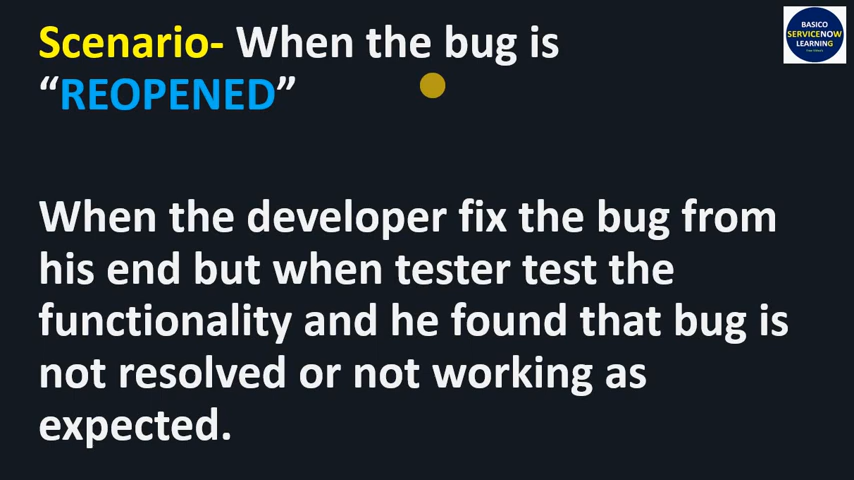 Scenario- When the bug is
“REOPENED”
When the developer fix the bug from
his end but when tester test the
functionality and he found that bug is
not resolved or not working as
expected.
BASICO
SERVICENOW
LEARNING